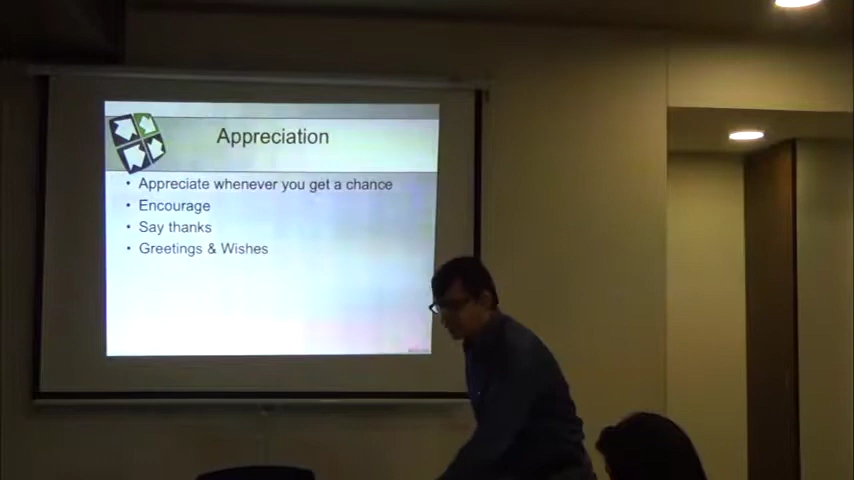 Appreciation
• Appreciate whenever you get a chance
• Encourage
• Say thanks
• Greetings & Wishes